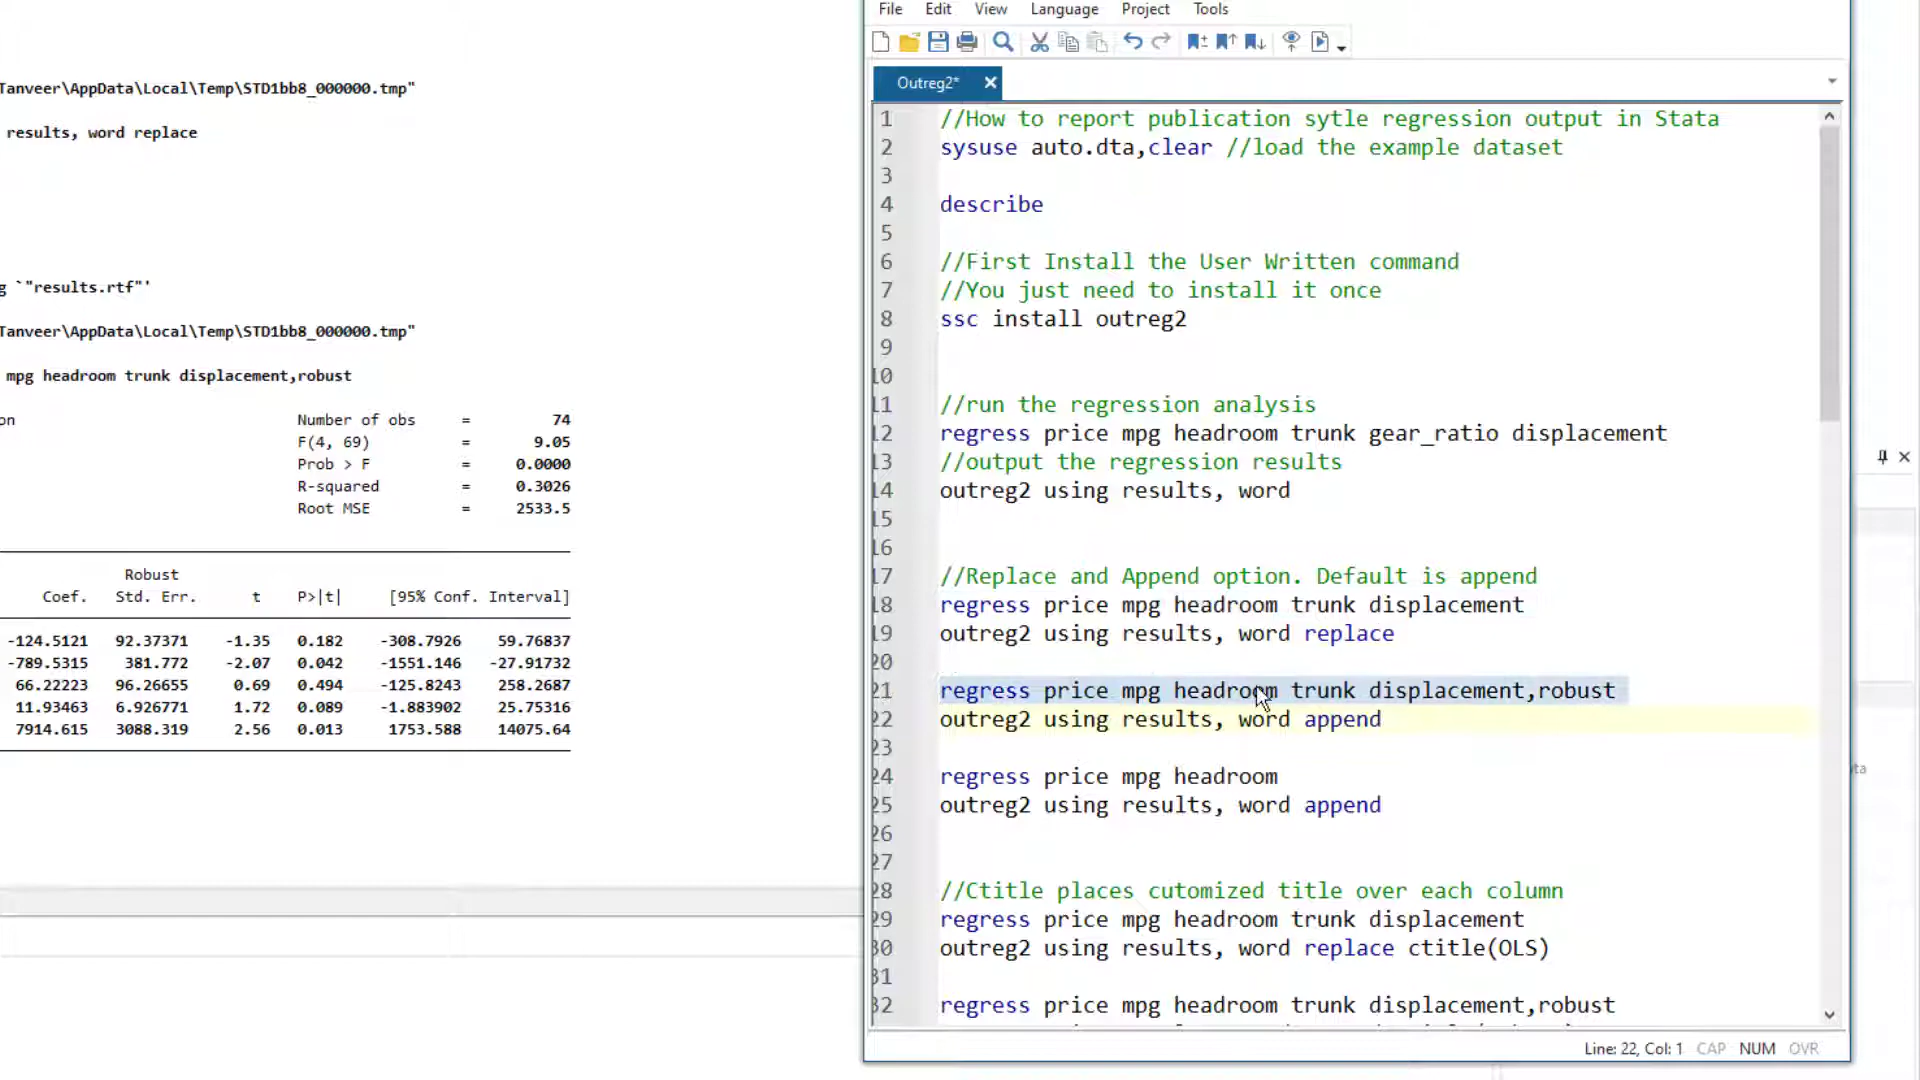 Tanveer\AppData\Local\Temp\STD1bb8_000000.tmp"
results, word replace
g `"results.rtf"'
Tanveer\AppData\Local\Temp\STD1bb8_000000.tmp"
mpg headroom trunk displacement,robust
on Number of obs = 74
F(4, 69) = 9.05
Prob > F = 0.0000
R-squared = 0.3026
Root MSE = 2533.5
Robust
Coef. Std. Err. t P>|t| [95% Conf. Interval]
-124.5121 92.37371 -1.35 0.182 -308.7926 59.76837
-789.5315 381.772 -2.07 0.042 -1551.146 -27.91732
66.22223 96.26655 0.69 0.494 -125.8243 258.2687
11.93463 6.926771 1.72 0.089 -1.883902 25.75316
7914.615 3088.319 2.56 0.013 1753.588 14075.64
File Edit View Language Project Tools
Outreg2*
1 //How to report publication sytle regression output in Stata
2 sysuse auto.dta,clear //load the example dataset
3
4 describe
5
6 //First Install the User Written command
7 //You just need to install it once
8 ssc install outreg2
9
10
11 //run the regression analysis
12 regress price mpg headroom trunk gear_ratio displacement
13 //output the regression results
14 outreg2 using results, word
15
16
17 //Replace and Append option. Default is append
18 regress price mpg headroom trunk displacement
19 outreg2 using results, word replace
20
21 regress price mpg headroom trunk displacement,robust
22 outreg2 using results, word append
23
24 regress price mpg headroom
25 outreg2 using results, word append
26
27
28 //Ctitle places cutomized title over each column
29 regress price mpg headroom trunk displacement
30 outreg2 using results, word replace ctitle(OLS)
31
32 regress price mpg headroom trunk displacement,robust
Line: 22, Col: 1 CAP NUM OVR
ta